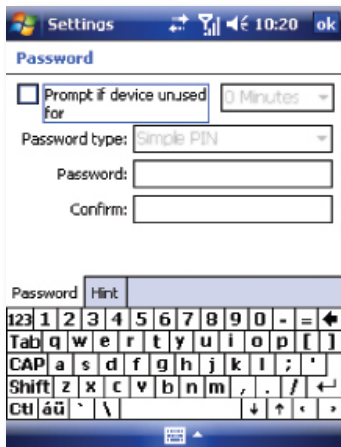 Settings 10:20 ok
Password
Prompt if device unused for 0 Minutes
Password type: Simple PIN
Password:
Confirm:
Password Hint
123 1 2 3 4 5 6 7 8 9 0 - =
Tab q w e r t y u i o p [ ]
CAP a s d f g h j k l ; '
Shift z x c v b n m , . /
Ctl áü ` \